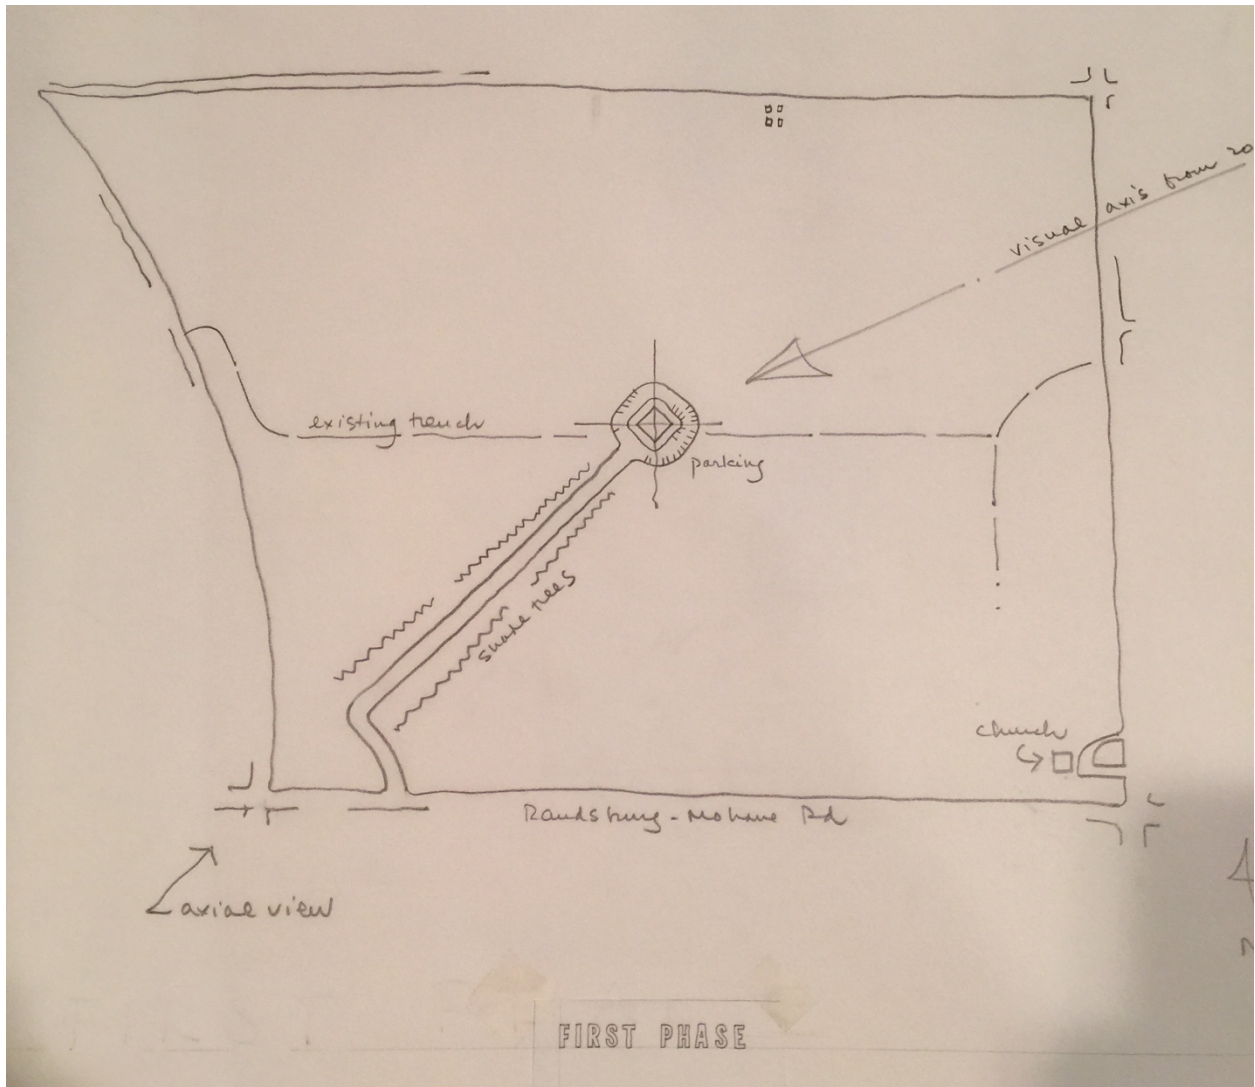 visual axis from 20
existing trench
parking
shade trees
church
Randsburg-Mohave Rd
axial view
N
FIRST PHASE